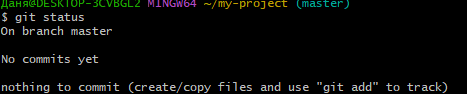 Даня@DESKTOP-3CVBGL2 MINGW64 ~/my-project (master)
$ git status
On branch master
No commits yet
nothing to commit (create/copy files and use "git add" to track)